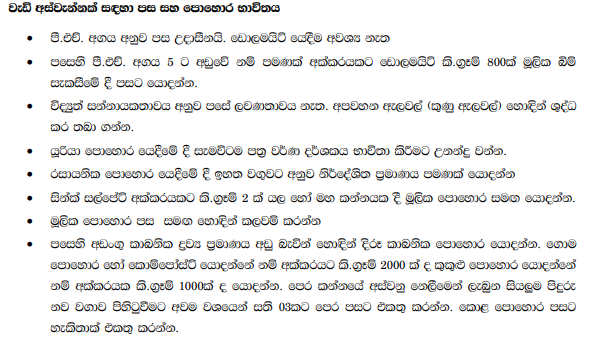 වැඩි අස්වැන්නක් සඳහා පස සහ පොහොර භාවිතය
• පී.එච්. අගය අනුව පස උදාසීනයි. ඩොලමයිට් යෙදීම අවශ්‍ය නැත
• පසෙහි පී.එච්. අගය 5 ට අඩුවේ නම් පමණක් අක්කරයකට ඩොලමයිට් කි.ග්‍රෑම් 800ක් මූලික බිම්
සැකසීමේ දී පසට යොදන්න.
• විද්‍යුත් සන්නායකතාවය අනුව පසේ ලවණතාවය නැත. අපවහන ඇලවල් (කුණු ඇලවල්) හොඳින් ශුද්ධ
කර තබා ගන්න.
• යූරියා පොහොර යෙදීමේ දී සැමවිටම පත්‍ර වර්ණ දර්ශකය භාවිතා කිරීමට උනන්දු වන්න.
• රසායනික පොහොර යෙදීමේ දී ඉහත වගුවට අනුව නිර්දේශිත ප්‍රමාණය පමණක් යොදන්න
• සින්ක් සල්පේට් අක්කරයකට කි.ග්‍රෑම් 2 ක් යල හෝ මහ කන්නයක දී මූලික පොහොර සමඟ යොදන්න.
• මූලික පොහොර පස සමඟ හොඳින් කලවම් කරන්න
• පසෙහි අඩංගු කාබනික ද්‍රව්‍ය ප්‍රමාණය අඩු බැවින් හොඳින් දිරූ කාබනික පොහොර යොදන්න. ගොම
පොහොර හෝ කොම්පෝස්ට් යොදන්නේ නම් අක්කරයට කි.ග්‍රෑම් 2000 ක් ද කුකුළු පොහොර යොදන්නේ
නම් අක්කරයක කි.ග්‍රෑම් 1000ක් ද යොදන්න. පෙර කන්නයේ අස්වනු නෙලීමෙන් ලැබුන සියලුම පිදුරු
නව වගාව පිහිටුවීමට අවම වශයෙන් සති 03කට පෙර පසට එකතු කරන්න. කොළ පොහොර පසට
හැකිතාක් එකතු කරන්න.